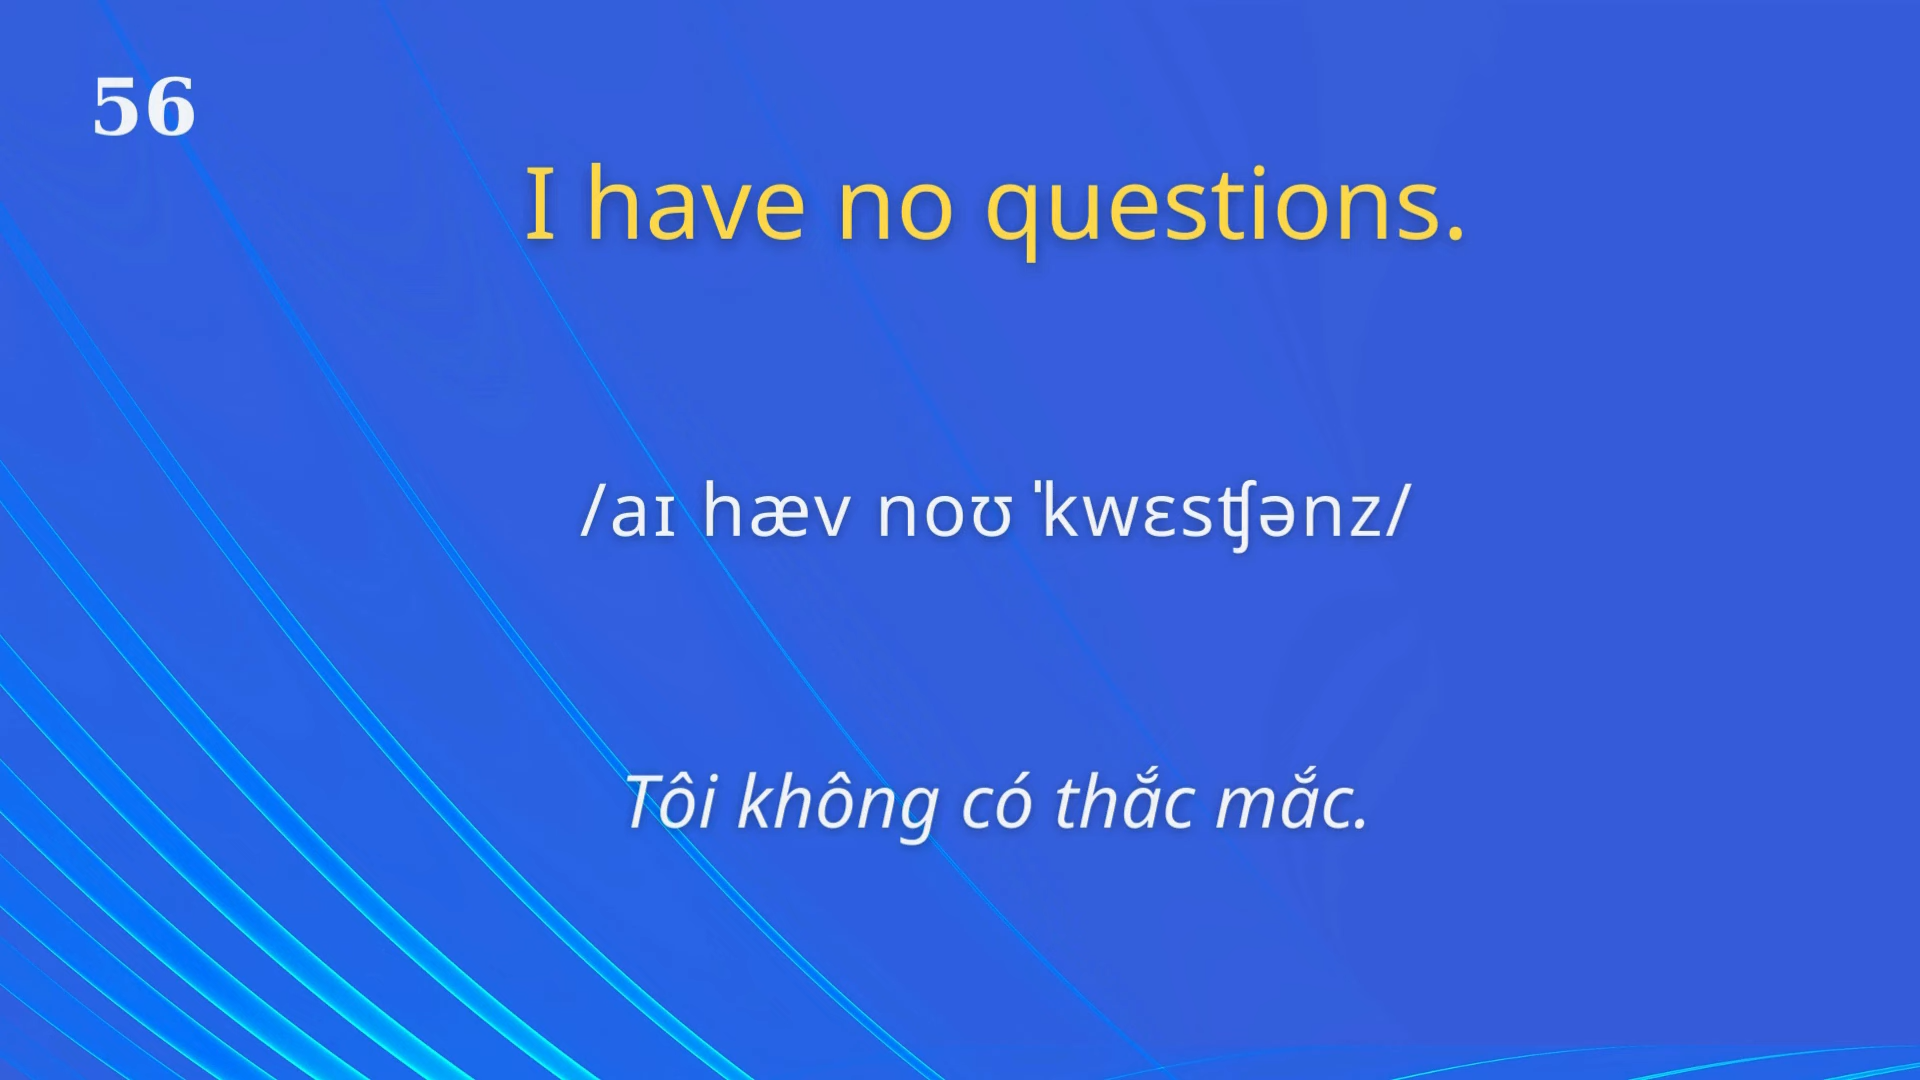 56
I have no questions.
/aɪ hæv noʊ ˈkwɛsʧənz/
Tôi không có thắc mắc.